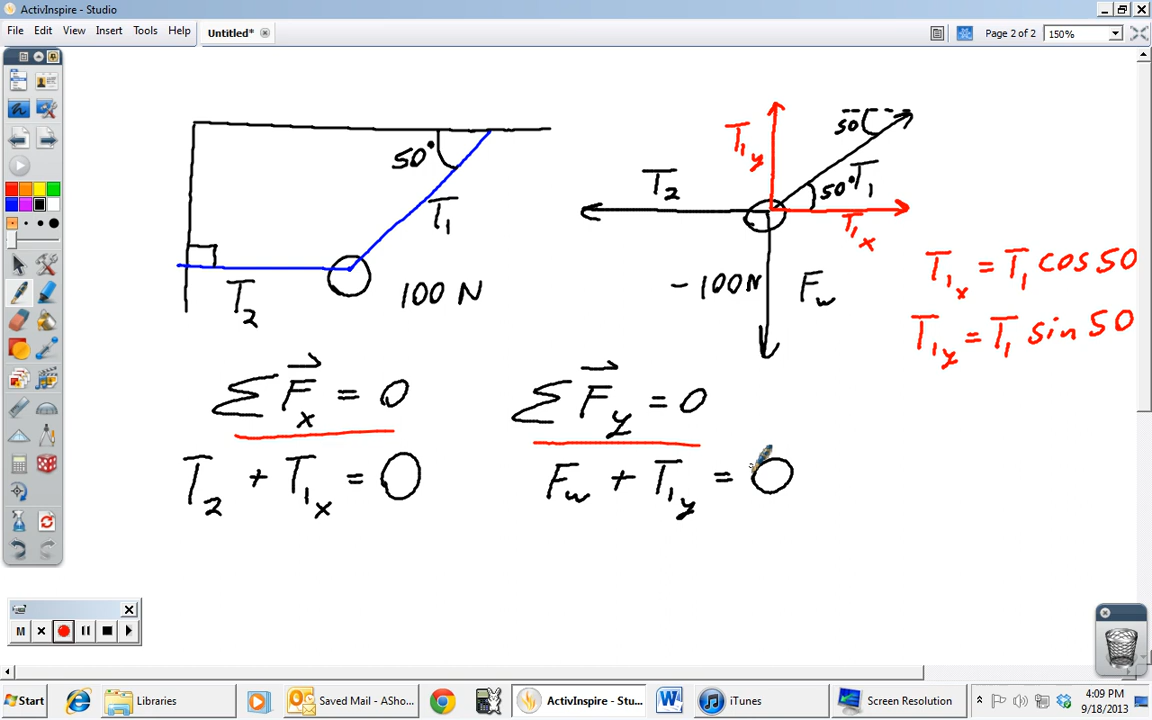 ActivInspire - Studio
File Edit View Insert Tools Help Untitled* Page 2 of 2 150%
50°
T1
T2
100 N
T1y
50
50°
T1
T2
T1x
-100N
Fw
T1x = T1 cos 50
T1y = T1 sin 50
∑Fx = 0
∑Fy = 0
T2 + T1x = 0
Fw + T1y = 0
M
Start Libraries Saved Mail - ASho... ActivInspire - Stu... iTunes Screen Resolution 4:09 PM
9/18/2013